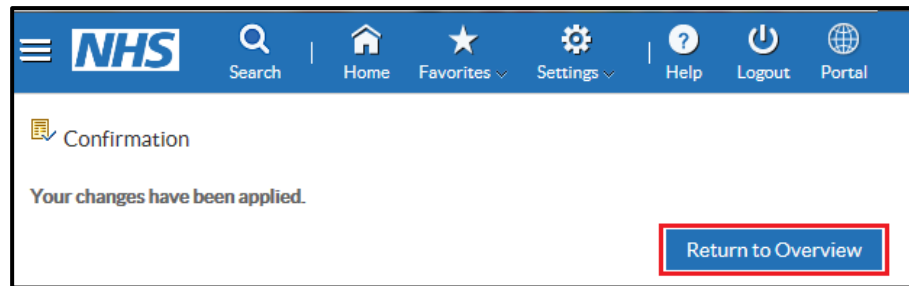 NHS
Search | Home Favorites Settings | ? Help Logout Portal
Confirmation
Your changes have been applied.
Return to Overview